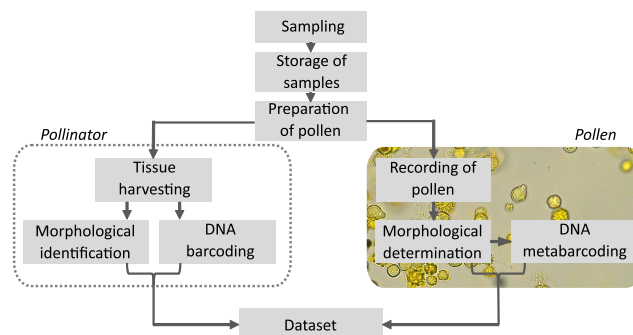 Sampling
Storage of
samples
Preparation
of pollen
Pollinator
Pollen
Tissue
harvesting
Recording of
pollen
Morphological
identification
DNA
barcoding
Morphological
determination
DNA
metabarcoding
Dataset